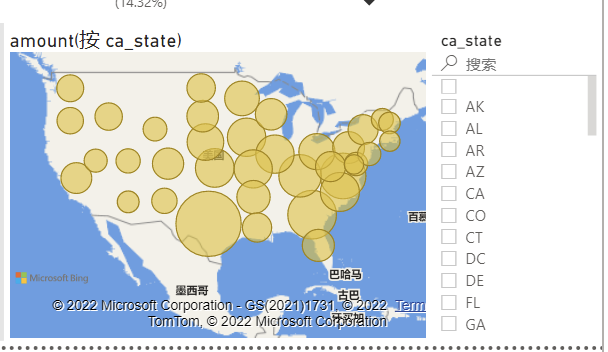 (14.32%)
amount(按 ca_state)
ca_state
搜索
AK
AL
AR
AZ
CA
CO
CT
DC
DE
FL
GA
Microsoft Bing
墨西哥
巴哈马
古巴
© 2022 Microsoft Corporation - GS(2021)1731, © 2022 Term
TomTom, © 2022 Microsoft Corporation